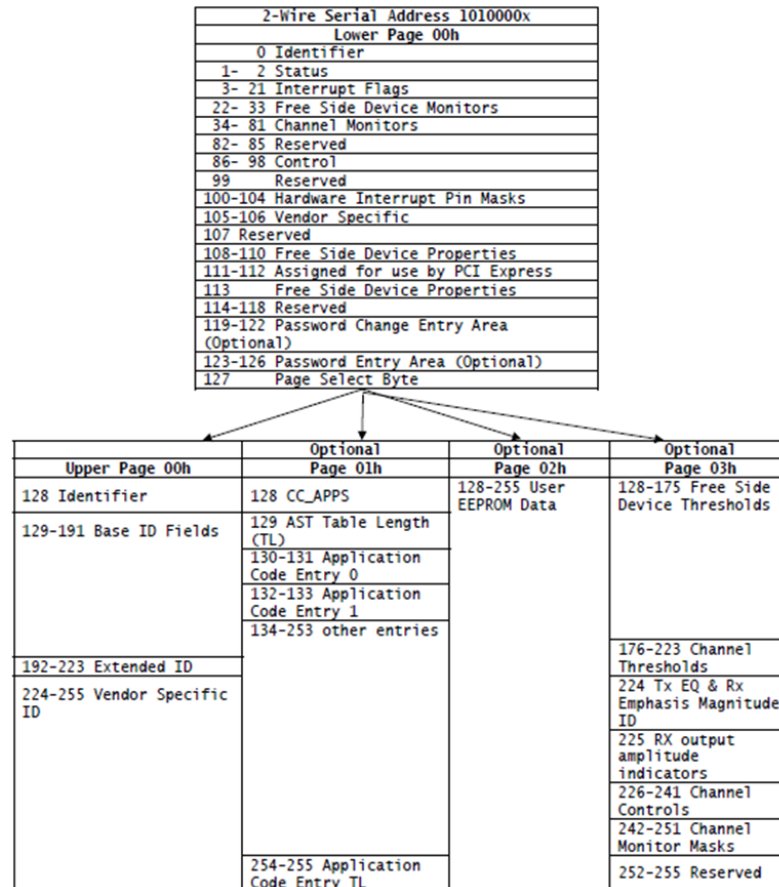 2-Wire Serial Address 1010000x
Lower Page 00h
0 Identifier
1- 2 Status
3- 21 Interrupt Flags
22- 33 Free Side Device Monitors
34- 81 Channel Monitors
82- 85 Reserved
86- 98 Control
99 Reserved
100-104 Hardware Interrupt Pin Masks
105-106 Vendor Specific
107 Reserved
108-110 Free Side Device Properties
111-112 Assigned for use by PCI Express
113 Free Side Device Properties
114-118 Reserved
119-122 Password Change Entry Area
(Optional)
123-126 Password Entry Area (Optional)
127 Page Select Byte
Upper Page 00h
128 Identifier
129-191 Base ID Fields
192-223 Extended ID
224-255 Vendor Specific
ID
Optional
Page 01h
128 CC_APPS
129 AST Table Length
(TL)
130-131 Application
Code Entry 0
132-133 Application
Code Entry 1
134-253 other entries
254-255 Application
Code Entry TL
Optional
Page 02h
128-255 User
EEPROM Data
Optional
Page 03h
128-175 Free Side
Device Thresholds
176-223 Channel
Thresholds
224 Tx EQ & Rx
Emphasis Magnitude
ID
225 RX output
amplitude
indicators
226-241 Channel
Controls
242-251 Channel
Monitor Masks
252-255 Reserved